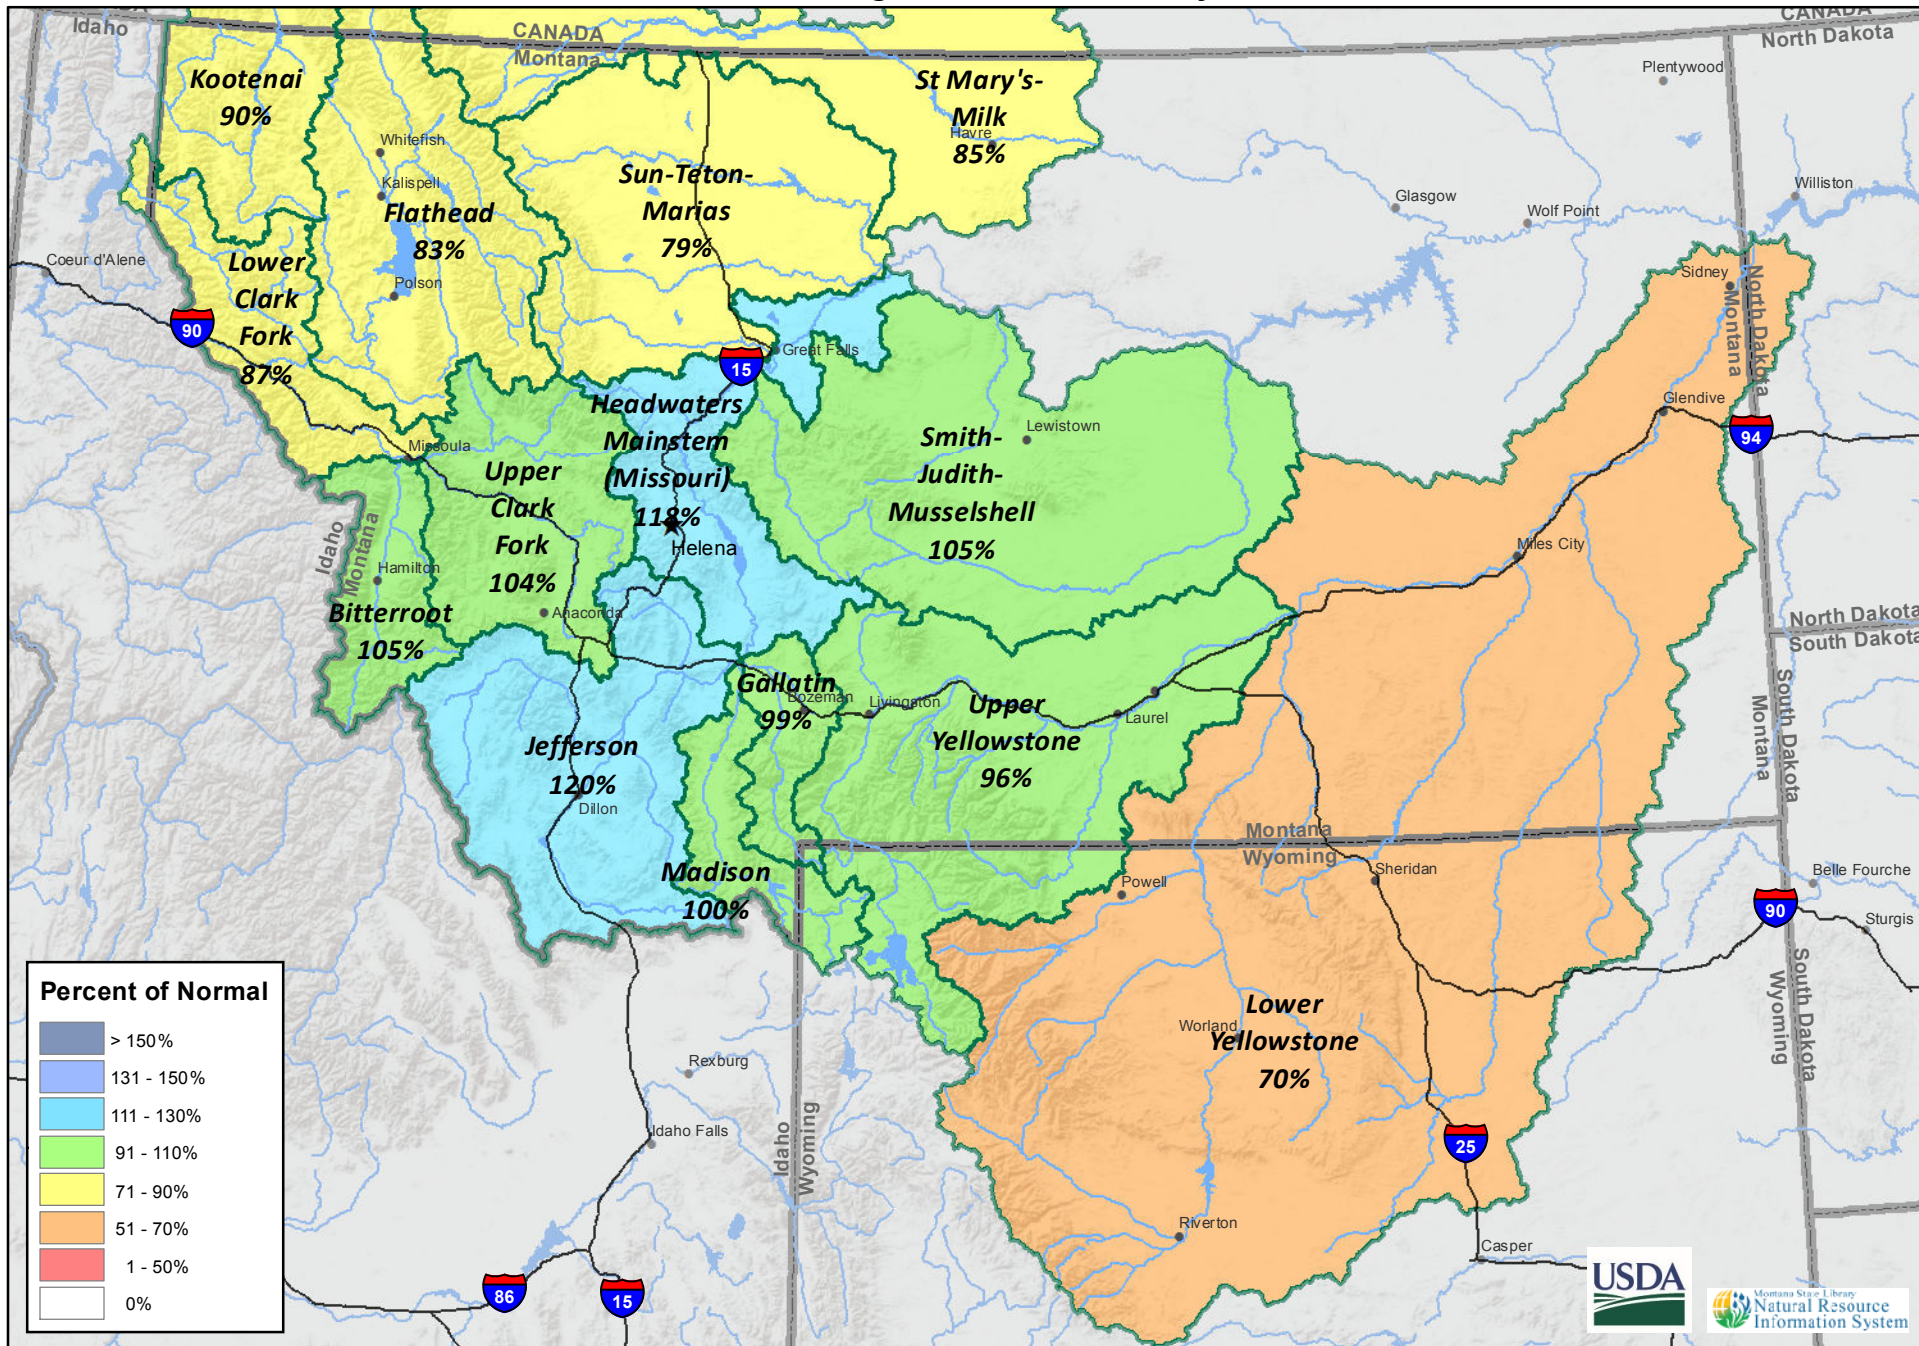 CANADA
Idaho
CANADA
Montana
North Dakota
Kootenai
90%
St Mary's-
Milk
Havre
85%
Plentywood
Whitefish
Kalispell
Flathead
83%
Polson
Sun-Teton-
Marias
79%
Glasgow
Wolf Point
Williston
Coeur d'Alene
Lower
Clark
Fork
87%
90
Sidney
North Dakota
Montana
Great Falls
15
Glendive
94
Headwaters
Mainstem
(Missouri)
118%
Helena
Lewistown
Smith-
Judith-
Musselshell
105%
Missoula
Upper
Clark
Fork
104%
Anaconda
Idaho
Montana
Hamilton
Bitterroot
105%
Miles City
North Dakota
South Dakota
Gallatin
Bozeman
99%
Livingston
Upper
Yellowstone
96%
Laurel
South Dakota
Montana
Jefferson
120%
Dillon
Madison
100%
Montana
Wyoming
Powell
Sheridan
Belle Fourche
90
Sturgis
South Dakota
Wyoming
Percent of Normal
> 150%
131 - 150%
111 - 130%
91 - 110%
71 - 90%
51 - 70%
1 - 50%
0%
Lower
Worland
Yellowstone
70%
Rexburg
Idaho Falls
Idaho
Wyoming
25
Riverton
Casper
86
15
USDA
Montana State Library
Natural Resource
Information System